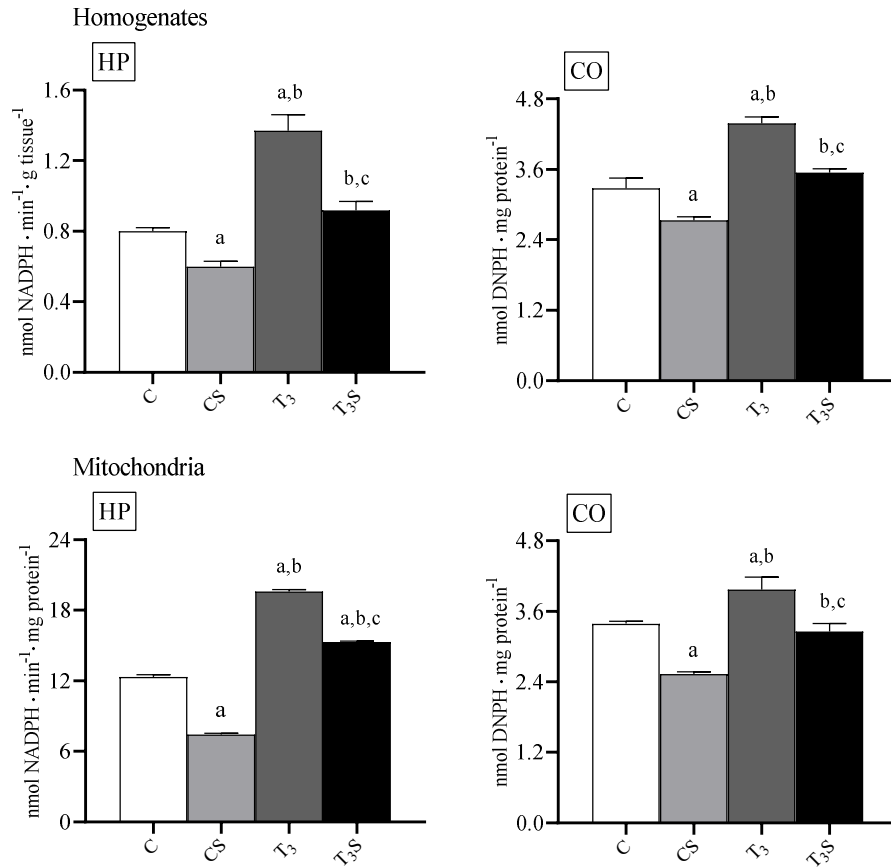 Homogenates
HP
nmol NADPH · min⁻¹ · g tissue⁻¹
1.6
1.2
0.8
0.4
0.0
a
a,b
b,c
C
CS
T₃
T₃S
CO
nmol DNPH · mg protein⁻¹
4.8
3.6
2.4
1.2
0.0
a
a,b
b,c
C
CS
T₃
T₃S
Mitochondria
HP
nmol NADPH · min⁻¹ · mg protein⁻¹
24
18
12
6
0
a
a,b
a,b,c
C
CS
T₃
T₃S
CO
nmol DNPH · mg protein⁻¹
4.8
3.6
2.4
1.2
0.0
a
a,b
b,c
C
CS
T₃
T₃S